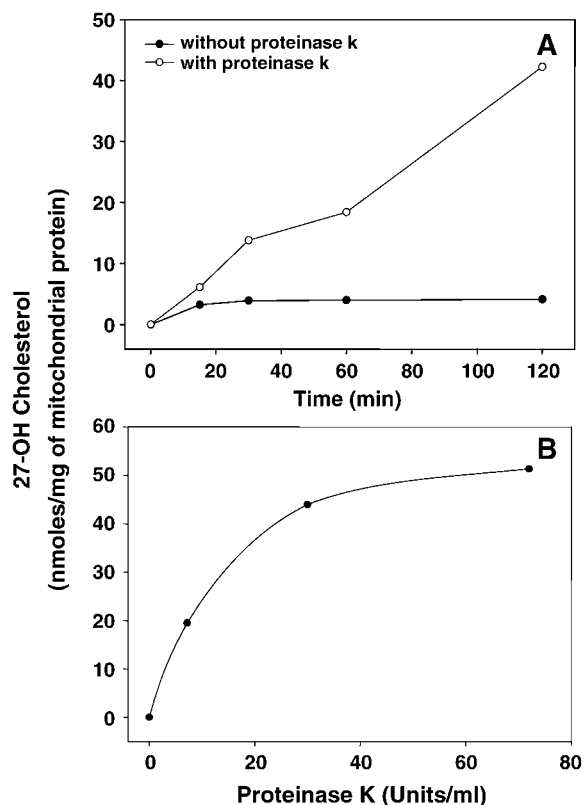 27-OH Cholesterol
(nmoles/mg of mitochondrial protein)
50
40
30
20
10
0
without proteinase k
with proteinase k
A
0 20 40 60 80 100 120
Time (min)
60
50
40
30
20
10
0
B
0 20 40 60 80
Proteinase K (Units/ml)